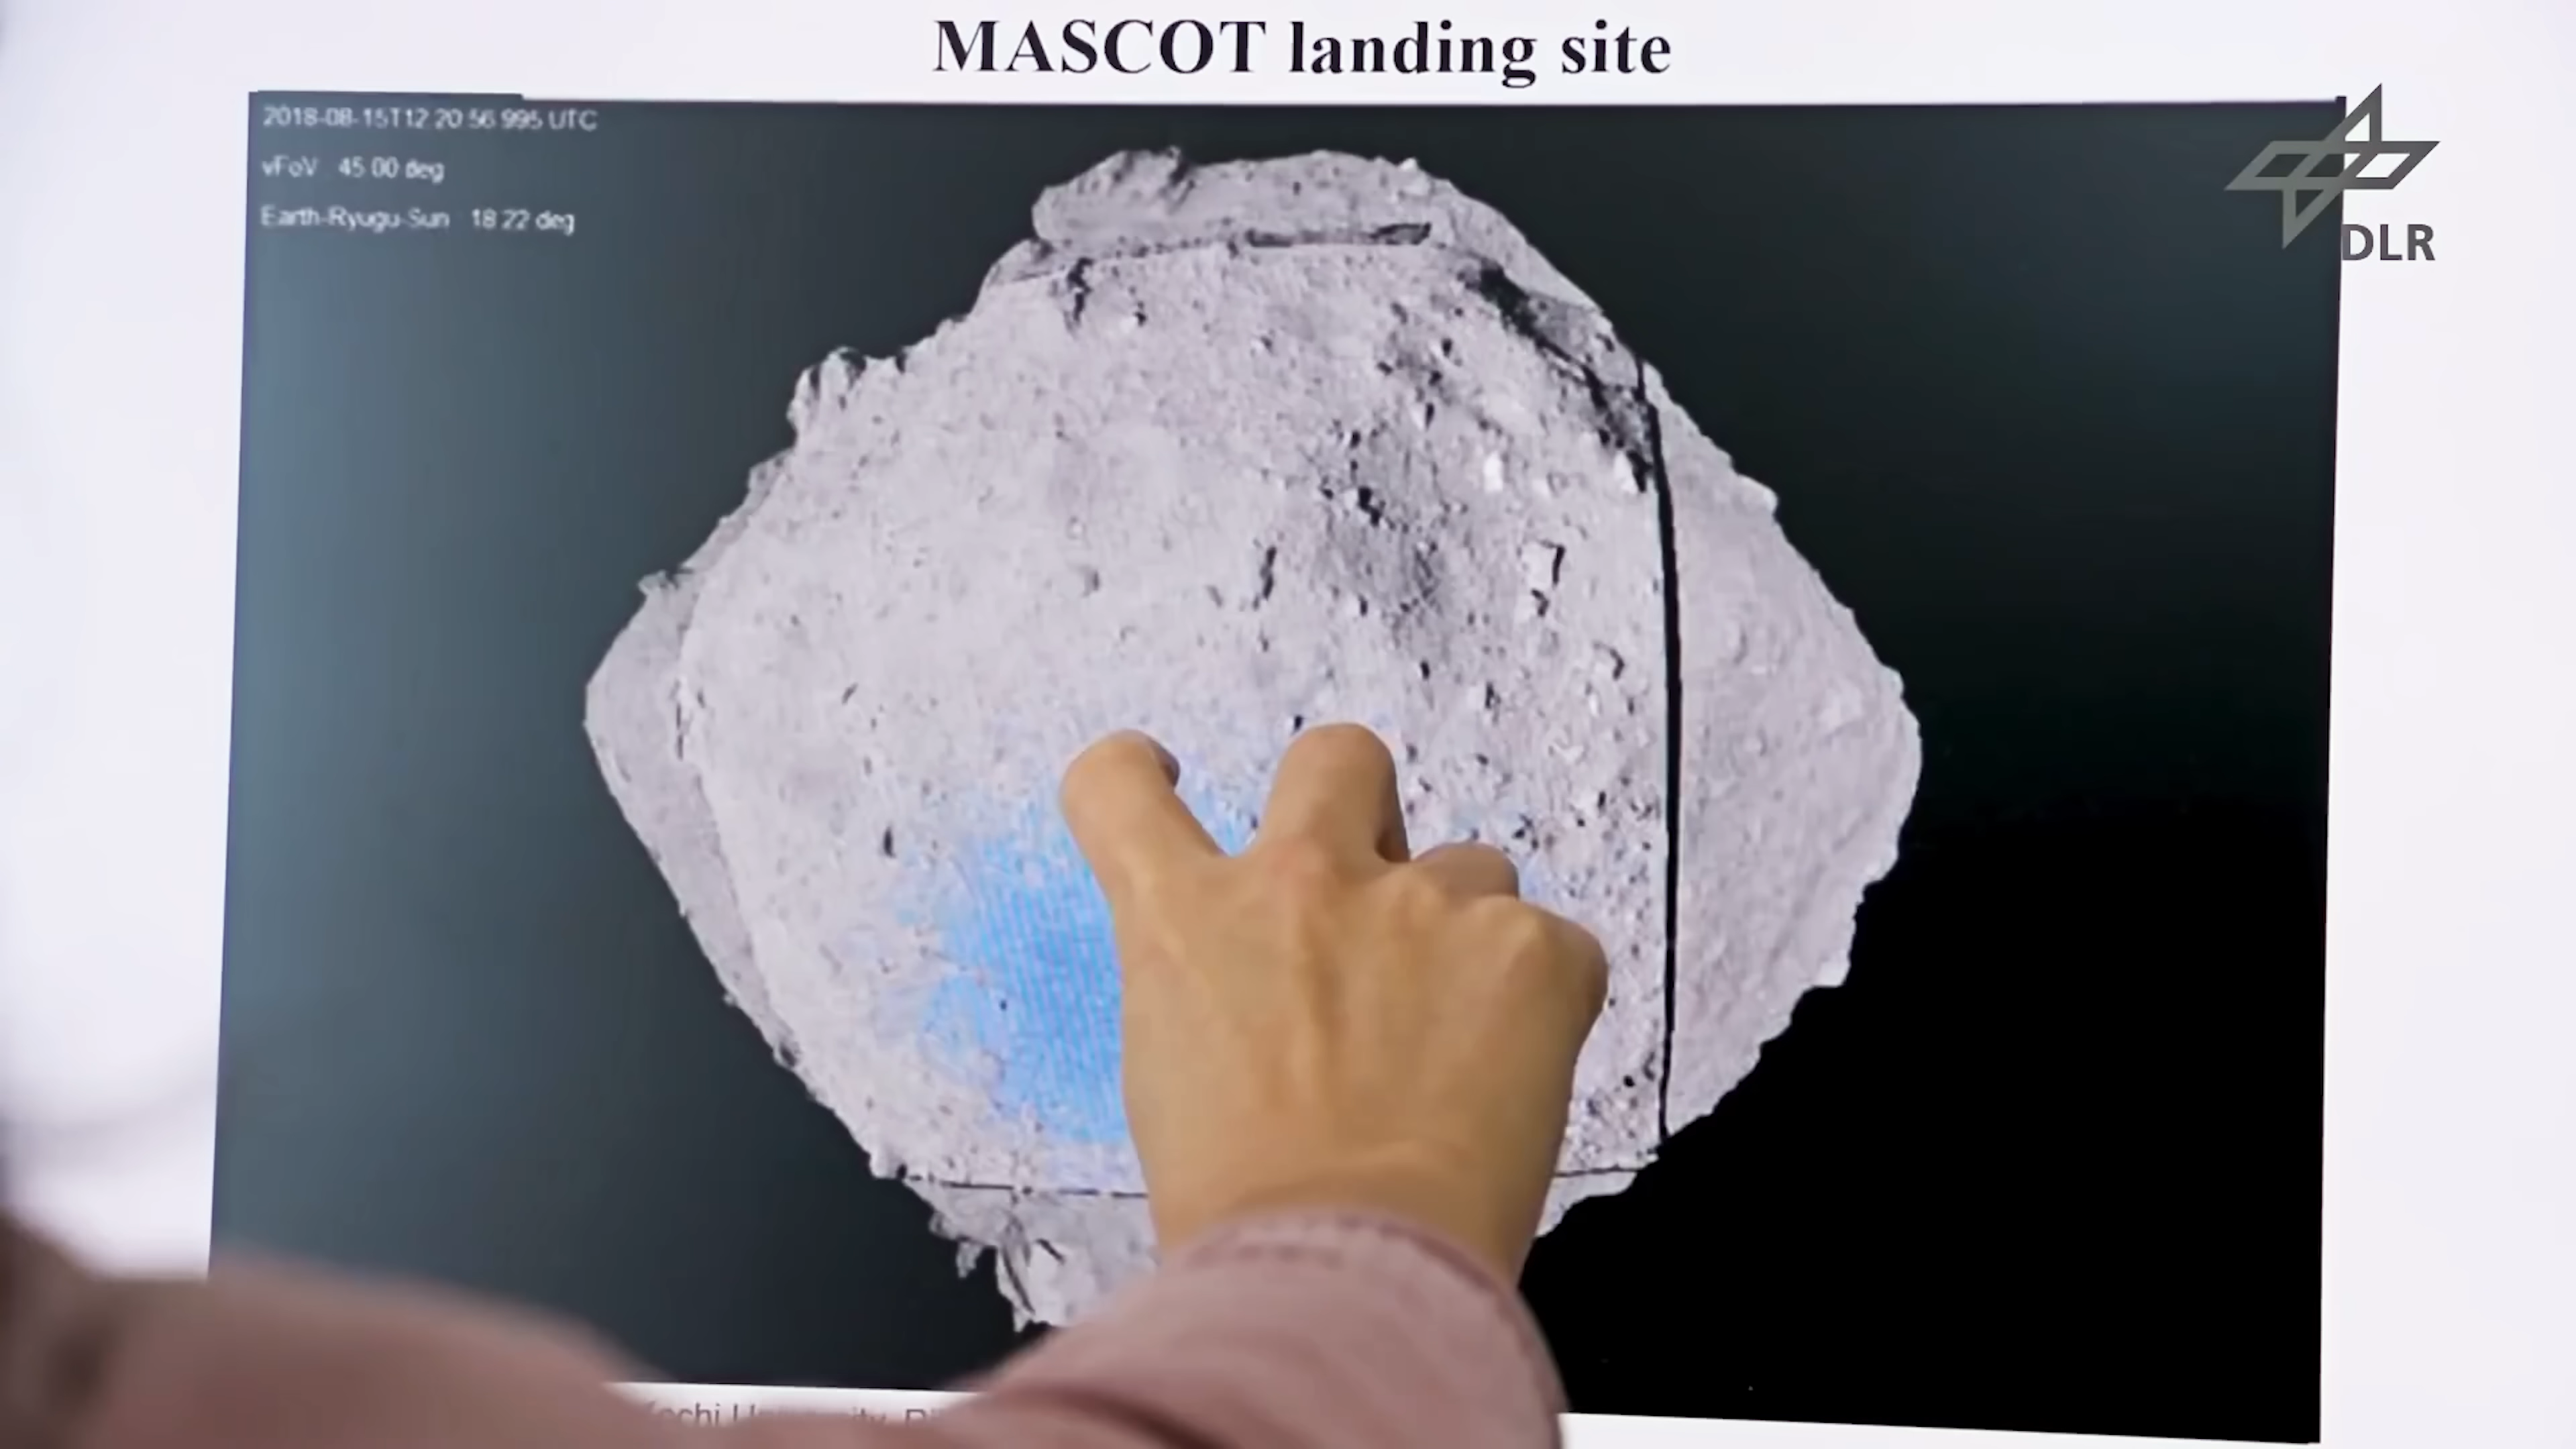 MASCOT landing site
2018-08-15T12:20:56.995 UTC
vFoV 45.00 deg
Earth-Ryugu-Sun 18.22 deg
DLR